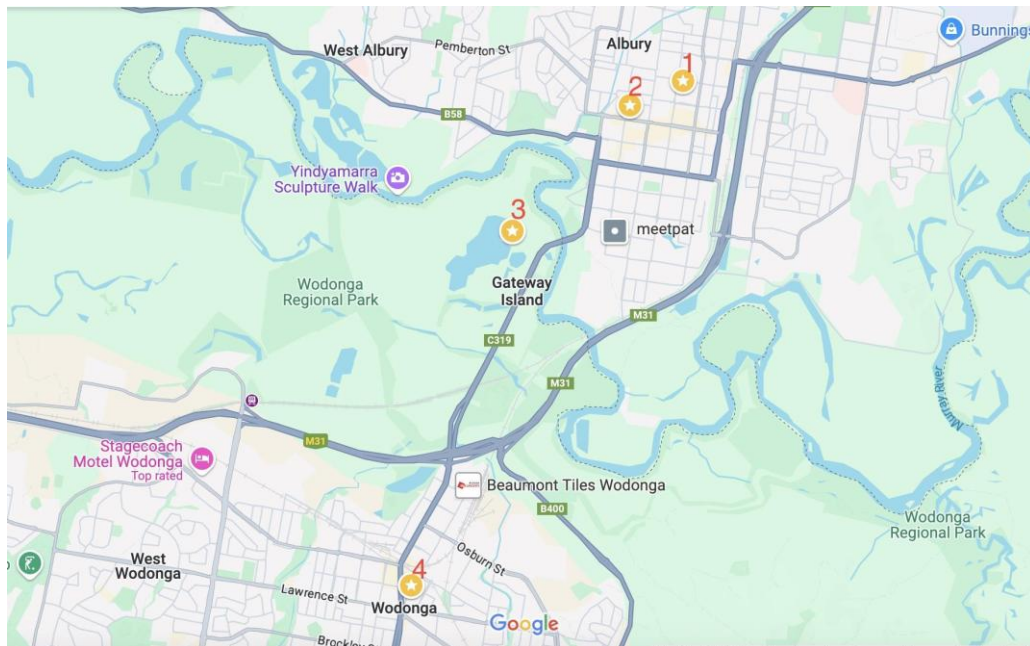 West Albury
Pemberton St
Albury
1
2
Bunnings
B58
Yindyamarra
Sculpture Walk
3
meetpat
Wodonga
Regional Park
Gateway
Island
M31
C319
M31
Murray River
M31
Stagecoach
Motel Wodonga
Top rated
Beaumont Tiles Wodonga
B400
Wodonga
Regional Park
West
Wodonga
Osburn St
4
Lawrence St
Wodonga
Google
Brockley